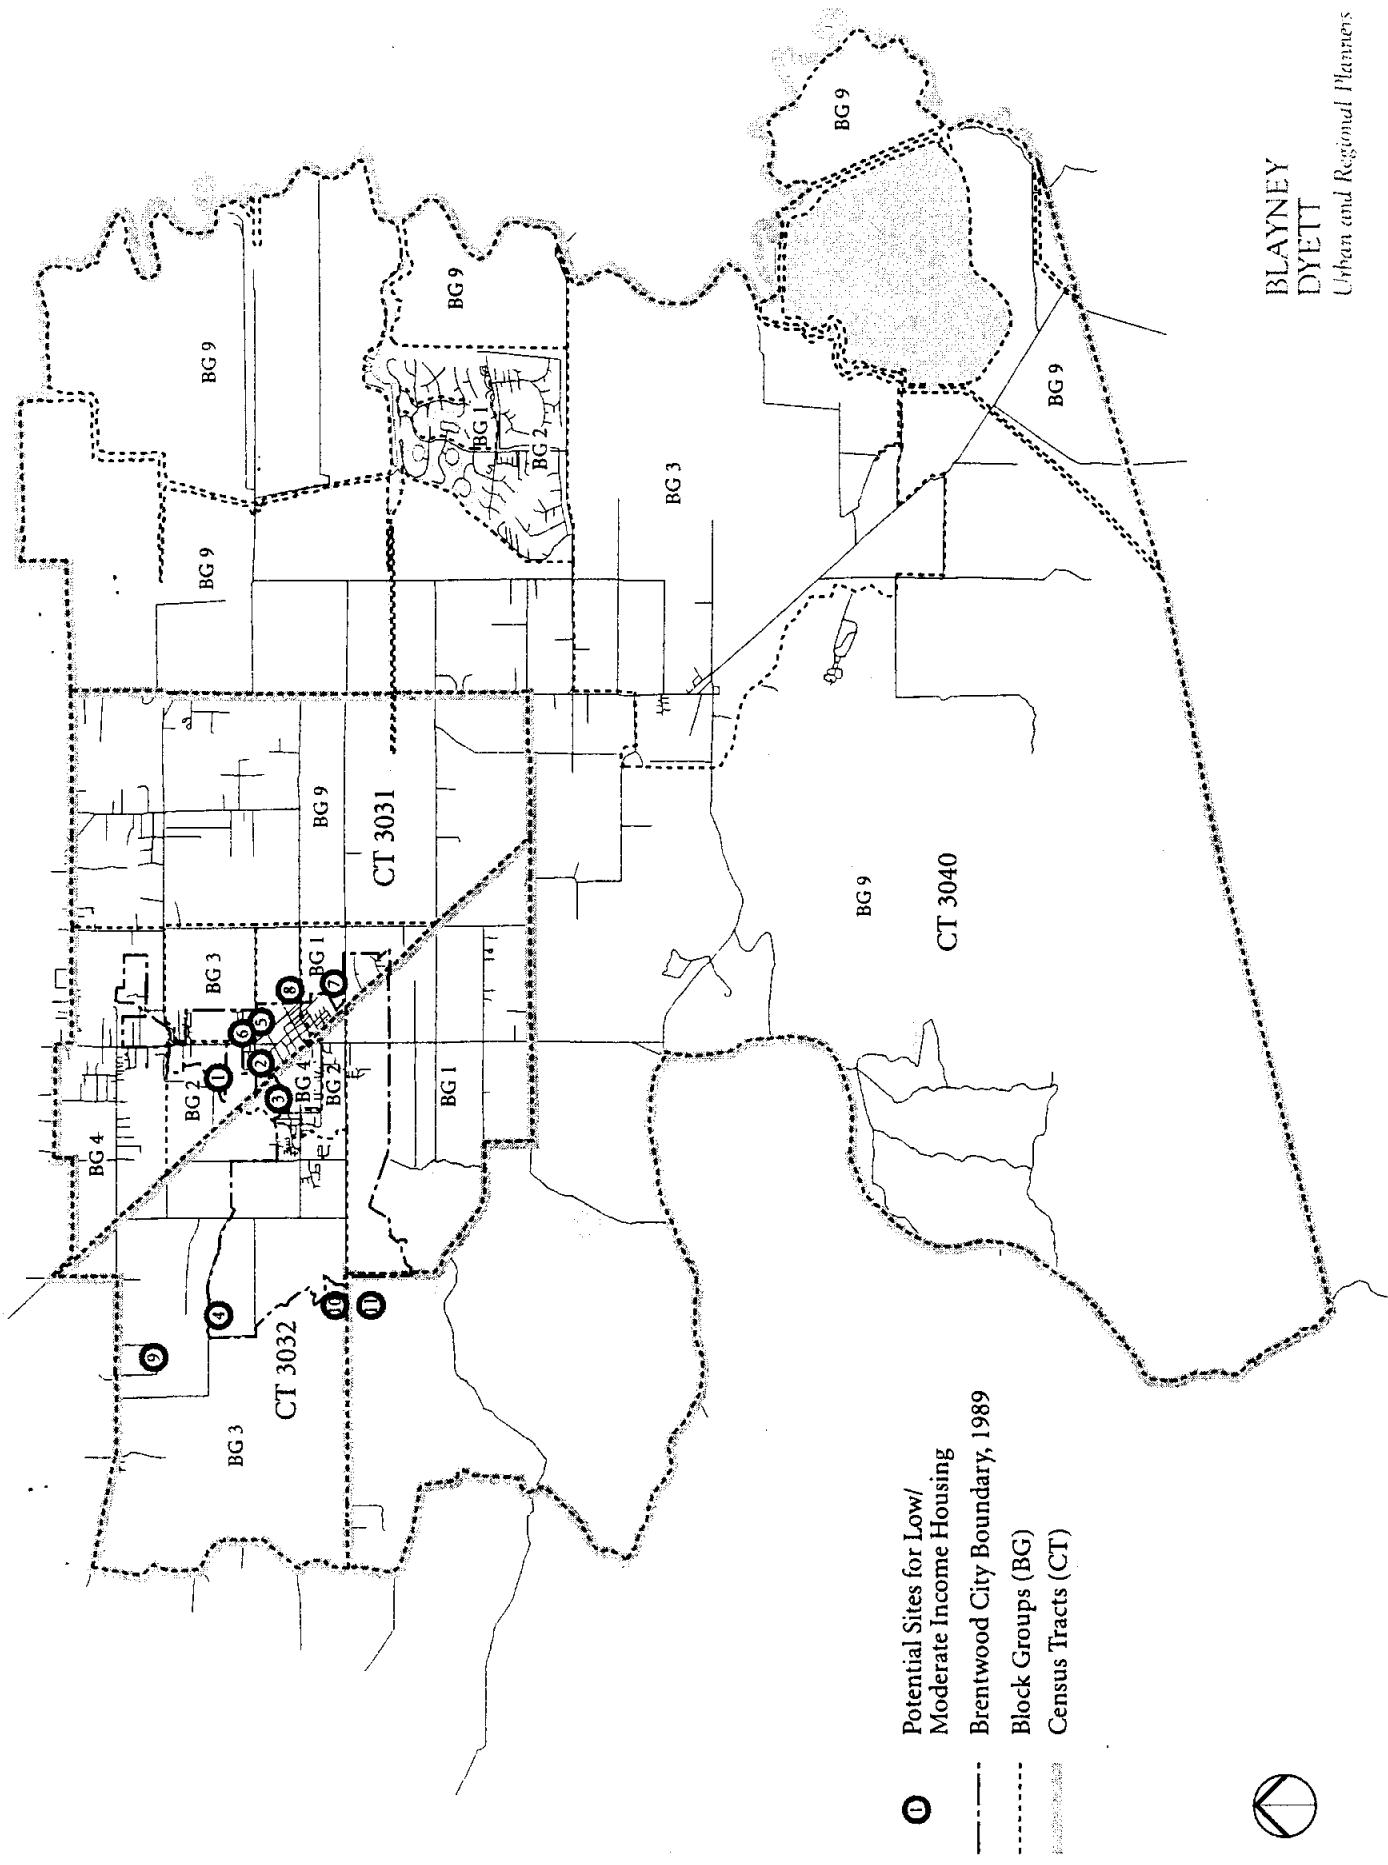 BG 9
BG 9
BG 9
BG 9
BG 1
BG 2
BG 3
BG 9
BG 9
CT 3031
BG 3
BG 1
8
7
6
5
1
2
3
BG 2
BG 4
BG 2
BG 1
BG 4
BG 9
CT 3040
4
9
10
11
CT 3032
BG 3
1
Potential Sites for Low/
Moderate Income Housing
Brentwood City Boundary, 1989
Block Groups (BG)
Census Tracts (CT)
BLAYNEY
DYETT
Urban and Regional Planners